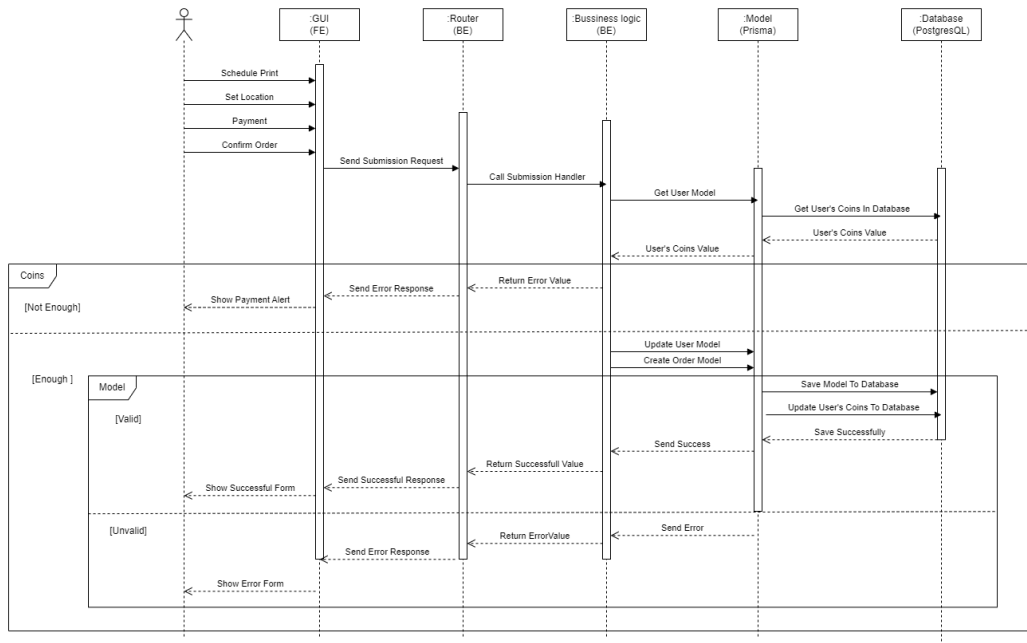 :GUI
(FE)
:Router
(BE)
:Bussiness logic
(BE)
:Model
(Prisma)
:Database
(PostgresQL)
Schedule Print
Set Location
Payment
Confirm Order
Send Submission Request
Call Submission Handler
Get User Model
Get User's Coins In Database
User's Coins Value
User's Coins Value
Coins
Return Error Value
Send Error Response
Show Payment Alert
[Not Enough]
Update User Model
Create Order Model
[Enough ]
Model
Save Model To Database
Update User's Coins To Database
[Valid]
Save Successfully
Send Success
Return Successfull Value
Send Successful Response
Show Successful Form
[Unvalid]
Send Error
Return ErrorValue
Send Error Response
Show Error Form